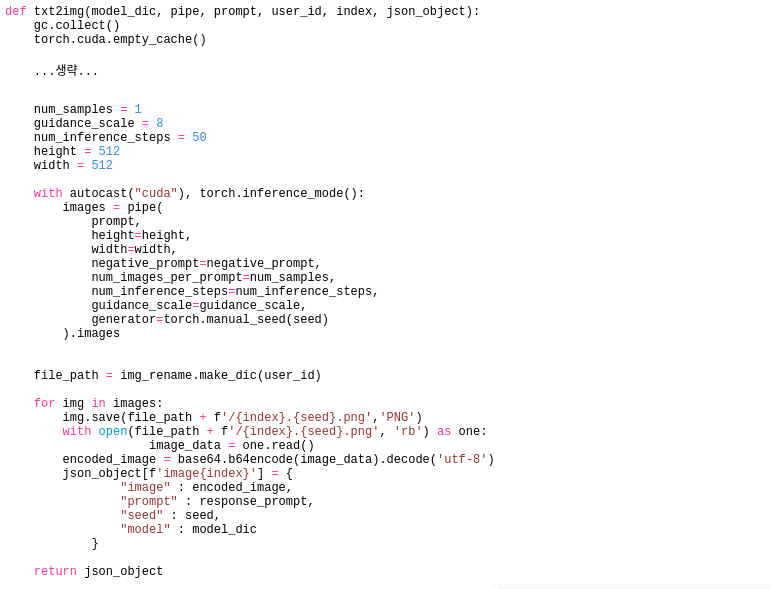 def txt2img(model_dic, pipe, prompt, user_id, index, json_object):
    gc.collect()
    torch.cuda.empty_cache()
    ...생략...
    num_samples = 1
    guidance_scale = 8
    num_inference_steps = 50
    height = 512
    width = 512
    with autocast("cuda"), torch.inference_mode():
        images = pipe(
            prompt,
            height=height,
            width=width,
            negative_prompt=negative_prompt,
            num_images_per_prompt=num_samples,
            num_inference_steps=num_inference_steps,
            guidance_scale=guidance_scale,
            generator=torch.manual_seed(seed)
        ).images
    file_path = img_rename.make_dic(user_id)
    for img in images:
        img.save(file_path + f'/{index}.{seed}.png','PNG')
        with open(file_path + f'/{index}.{seed}.png', 'rb') as one:
                    image_data = one.read()
        encoded_image = base64.b64encode(image_data).decode('utf-8')
        json_object[f'image{index}'] = {
                "image" : encoded_image,
                "prompt" : response_prompt,
                "seed" : seed,
                "model" : model_dic
            }
    return json_object